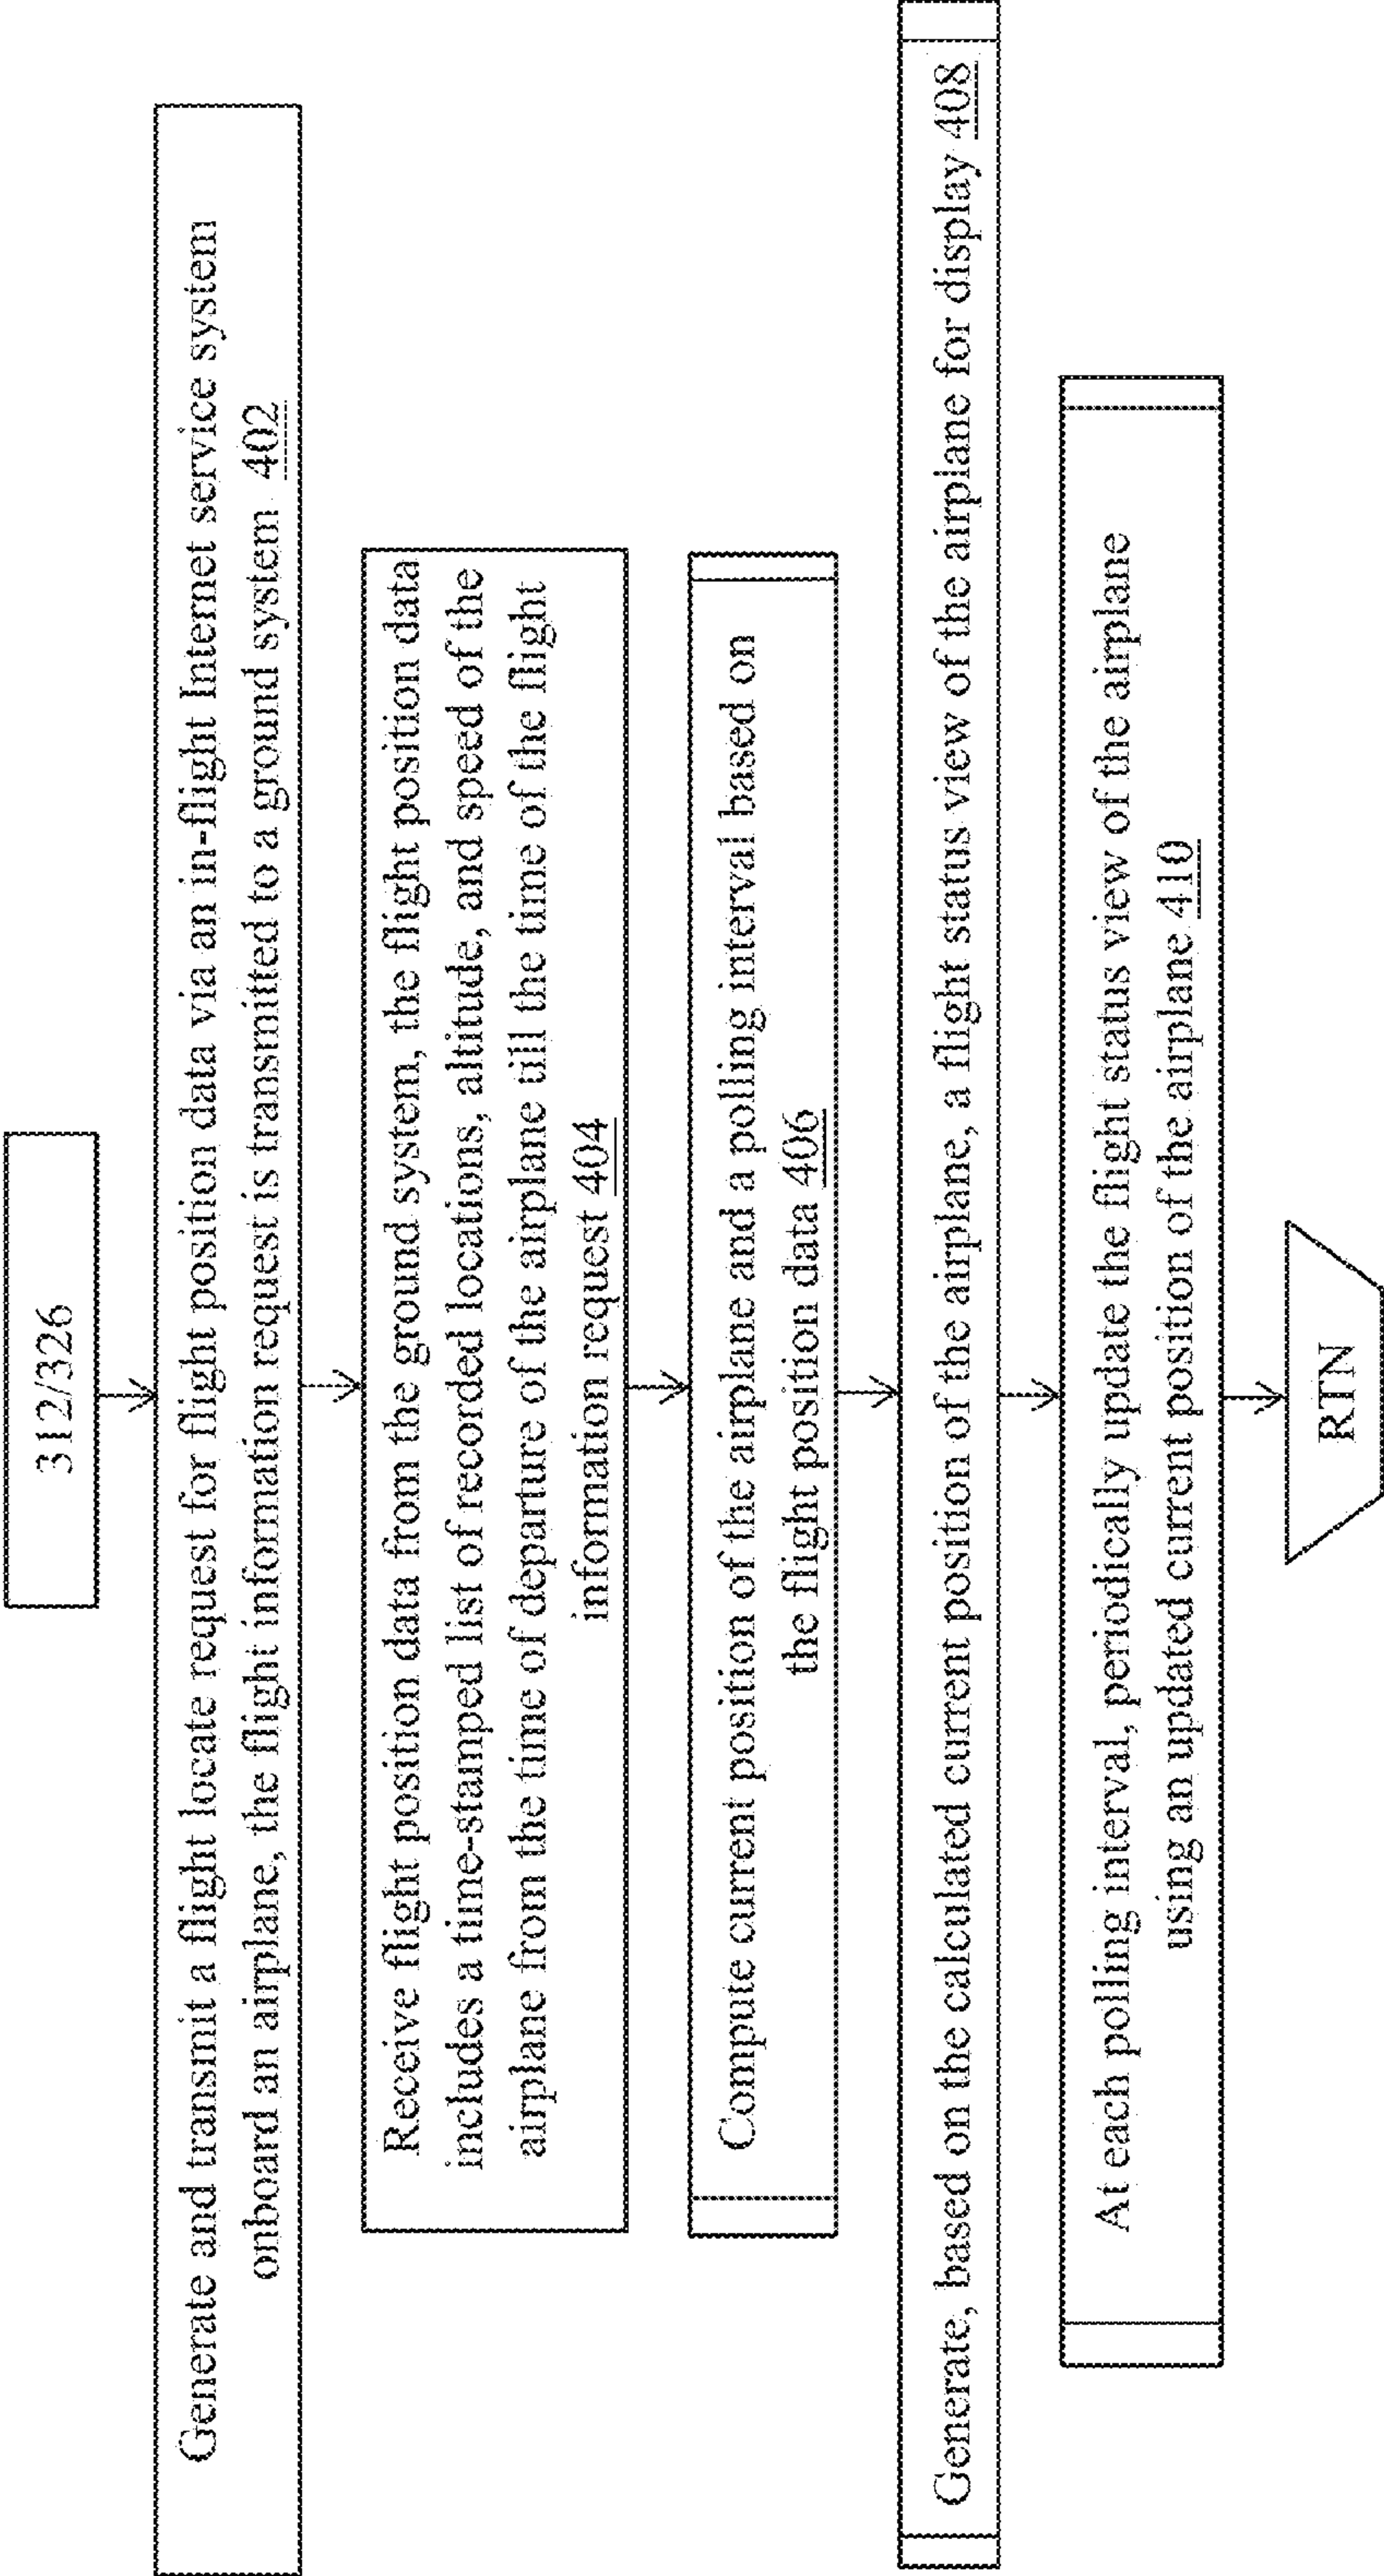 312/326
Generate and transmit a flight locate request for flight position data via an in-flight Internet service system
onboard an airplane, the flight information request is transmitted to a ground system 402
Receive flight position data from the ground system, the flight position data
includes a time-stamped list of recorded locations, altitude, and speed of the
airplane from the time of departure of the airplane till the time of the flight
information request 404
Compute current position of the airplane and a polling interval based on
the flight position data 406
Generate, based on the calculated current position of the airplane, a flight status view of the airplane for display 408
At each polling interval, periodically update the flight status view of the airplane
using an updated current position of the airplane 410
RTN